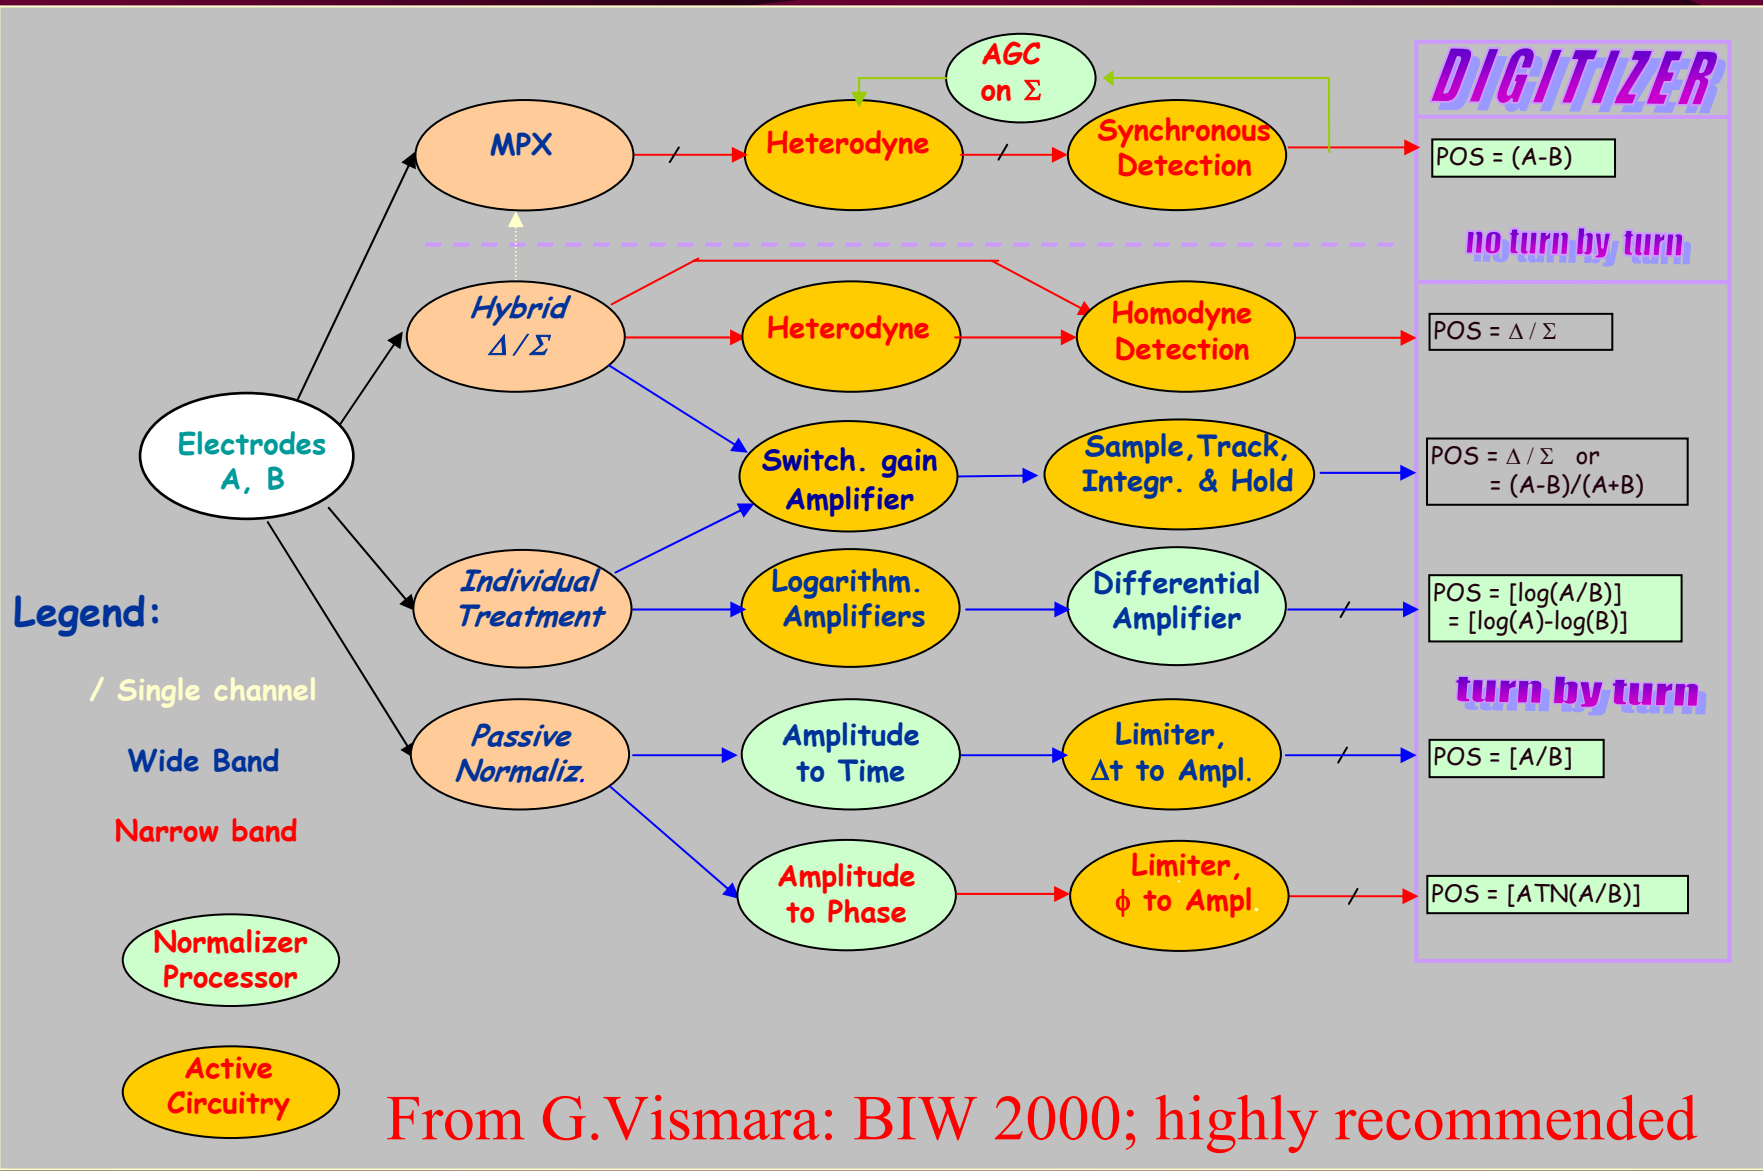 AGC
on Σ
DIGITIZER
MPX
/
Heterodyne
/
Synchronous
Detection
POS = (A-B)
no turn by turn
Hybrid
Δ / Σ
Heterodyne
Homodyne
Detection
POS = Δ / Σ
Electrodes
A, B
Switch. gain
Amplifier
Sample,Track,
Integr. & Hold
POS = Δ / Σ or
= (A-B)/(A+B)
Individual
Treatment
Logarithm.
Amplifiers
Differential
Amplifier
/
POS = [log(A/B)]
= [log(A)-log(B)]
turn by turn
Passive
Normaliz.
Amplitude
to Time
Limiter,
Δt to Ampl.
/
POS = [A/B]
Amplitude
to Phase
Limiter,
ϕ to Ampl.
/
POS = [ATN(A/B)]
Legend:
/ Single channel
Wide Band
Narrow band
Normalizer
Processor
Active
Circuitry
From G.Vismara: BIW 2000; highly recommended